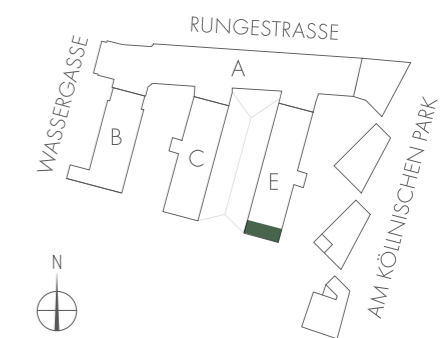 RUNGESTRASSE
WASSERGASSE
A
B
C
E
AM KÖLLNISCHEN PARK
N